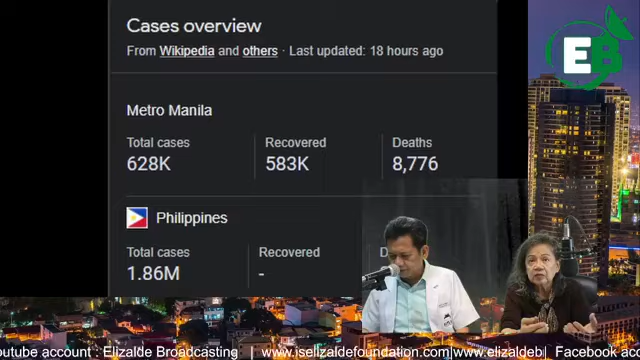 Cases overview
From Wikipedia and others · Last updated: 18 hours ago
Metro Manila
Total cases
Recovered
Deaths
628K
583K
8,776
Philippines
Total cases
Recovered
D
1.86M
-
EB
outube account : Elizalde Broadcasting | www.iselizaldefoundation.com|www.elizaldeb| Facebook a